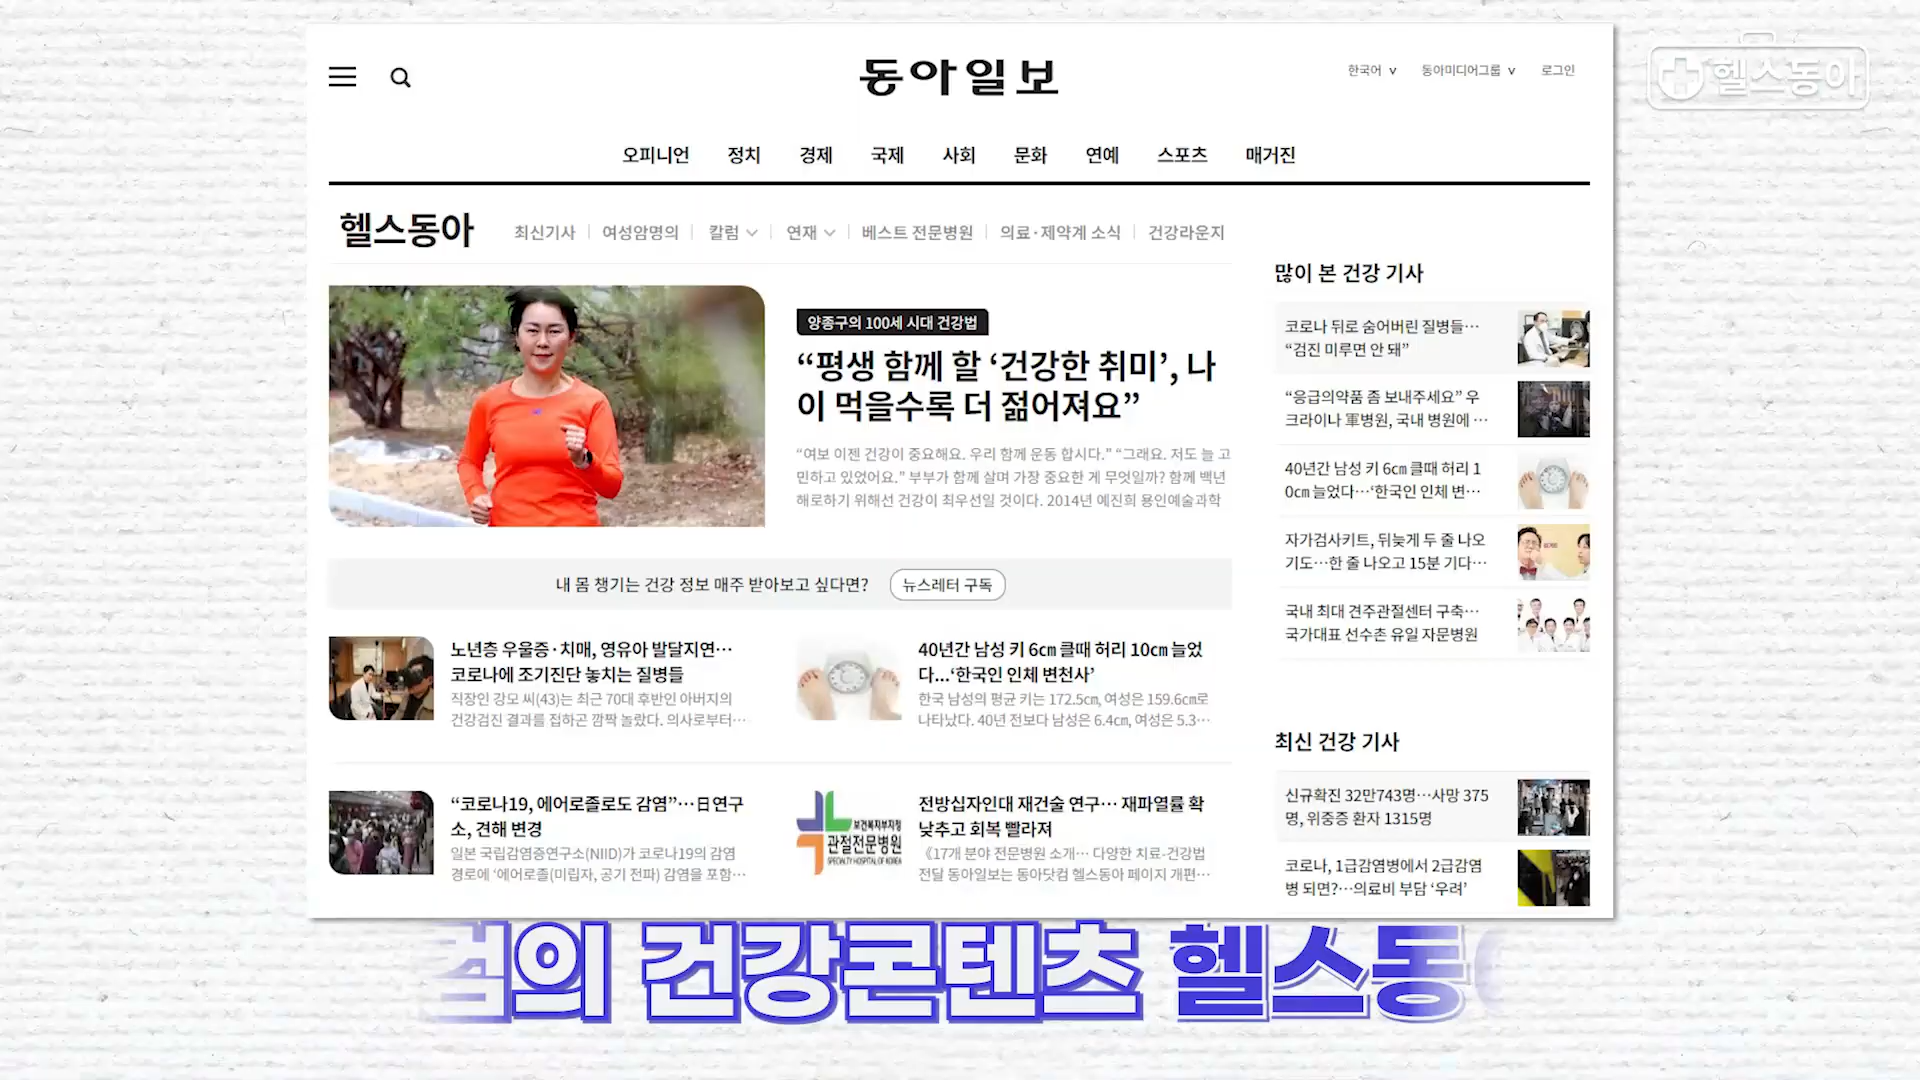 동아일보
한국어
동아미디어그룹
로그인
헬스동아
오피니언 정치 경제 국제 사회 문화 연예 스포츠 매거진
헬스동아
최신기사 여성암명의 칼럼 연재 베스트 전문병원 의료·제약계 소식 건강라운지
양종구의 100세 시대 건강법
“평생 함께 할 ‘건강한 취미’, 나
이 먹을수록 더 젊어져요”
“여보 이젠 건강이 중요해요. 우리 함께 운동 합시다.” “그래요. 저도 늘 고
민하고 있었어요.” 부부가 함께 살며 가장 중요한 게 무엇일까? 함께 백년
해로하기 위해선 건강이 최우선일 것이다. 2014년 예진희 용인예술과학
내 몸 챙기는 건강 정보 매주 받아보고 싶다면?
뉴스레터 구독
노년층 우울증·치매, 영유아 발달지연…
코로나에 조기진단 놓치는 질병들
직장인 강모 씨(43)는 최근 70대 후반인 아버지의
건강검진 결과를 접하곤 깜짝 놀랐다. 의사로부터…
40년간 남성 키 6㎝ 클때 허리 10㎝ 늘었
다...‘한국인 인체 변천사’
한국 남성의 평균 키는 172.5㎝, 여성은 159.6㎝로
나타났다. 40년 전보다 남성은 6.4㎝, 여성은 5.3…
“코로나19, 에어로졸로도 감염”…日연구
소, 견해 변경
일본 국립감염증연구소(NIID)가 코로나19의 감염
경로에 ‘에어로졸(미립자, 공기 전파) 감염을 포함…
보건복지부지정
관절전문병원
SPECIALTY HOSPITAL OF KOREA
전방십자인대 재건술 연구… 재파열률 확
낮추고 회복 빨라져
《17개 분야 전문병원 소개… 다양한 치료-건강법
전달 동아일보는 동아닷컴 헬스동아 페이지 개편…
많이 본 건강 기사
코로나 뒤로 숨어버린 질병들…
“검진 미루면 안 돼”
“응급의약품 좀 보내주세요” 우
크라이나 軍병원, 국내 병원에 …
40년간 남성 키 6㎝ 클때 허리 1
0㎝ 늘었다…‘한국인 인체 변…
자가검사키트, 뒤늦게 두 줄 나오
기도…한 줄 나오고 15분 기다…
국내 최대 견주관절센터 구축…
국가대표 선수촌 유일 자문병원
최신 건강 기사
신규확진 32만743명…사망 375
명, 위중증 환자 1315명
코로나, 1급감염병에서 2급감염
병 되면?…의료비 부담 ‘우려’
컴의 건강콘텐츠 헬스동